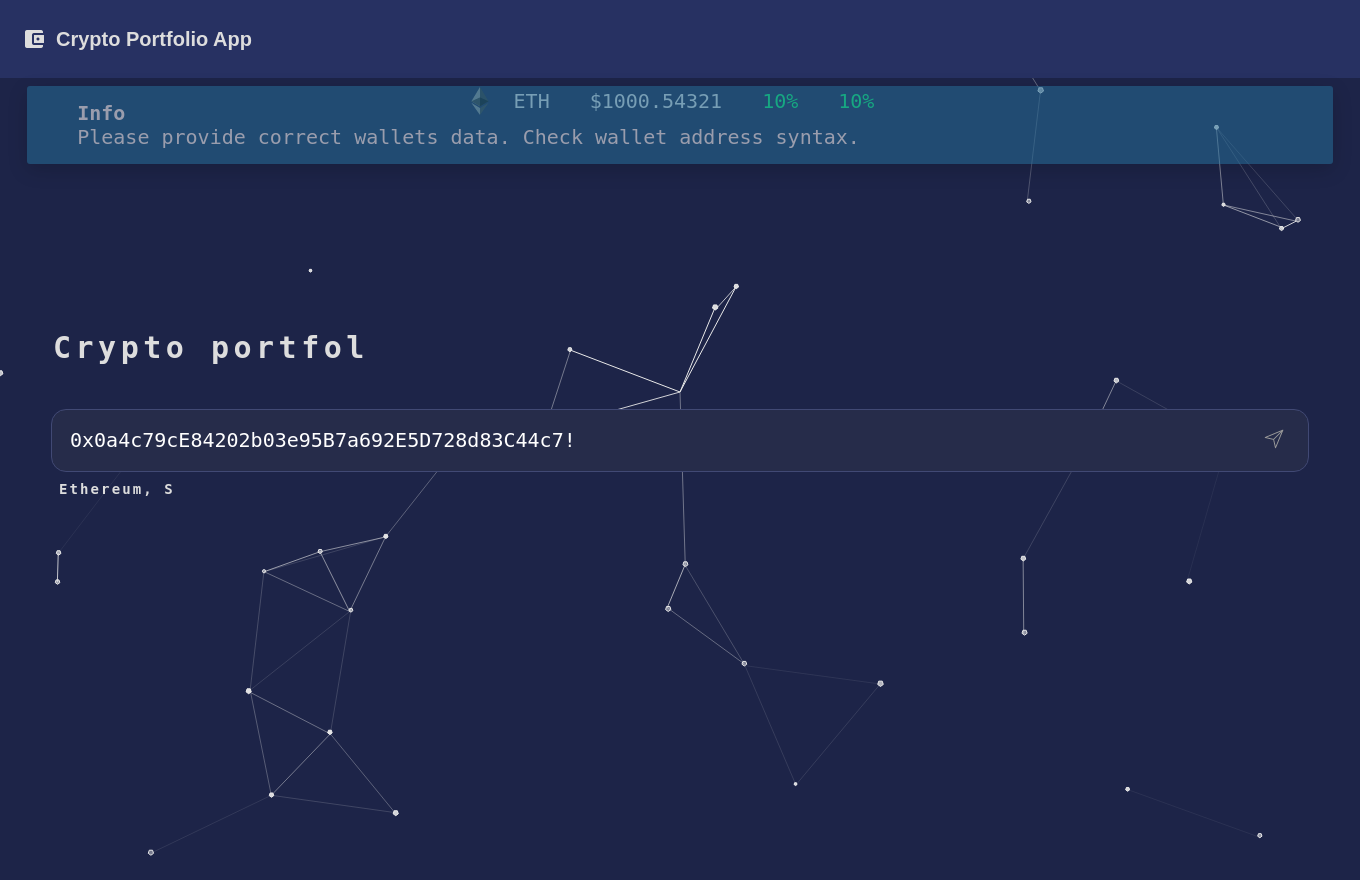 Crypto Portfolio App
ETH $1000.54321 10% 10%
Info
Please provide correct wallets data. Check wallet address syntax.
Crypto portfol
0x0a4c79cE84202b03e95B7a692E5D728d83C44c7!
Ethereum, S